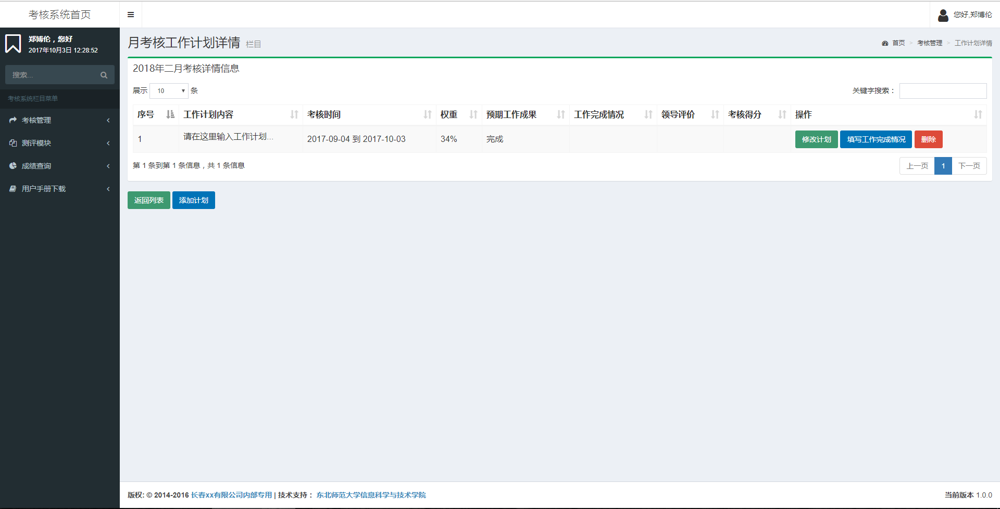 考核系统首页
您好,郑博伦
郑博伦，您好
2017年10月3日 12:28:52
搜索...
考核系统栏目菜单
考核管理
测评模块
成绩查询
用户手册下载
月考核工作计划详情 栏目
首页 > 考核管理 > 工作计划详情
2018年二月考核详情信息
展示 10 条
关键字搜索：
序号 工作计划内容 考核时间 权重 预期工作成果 工作完成情况 领导评价 考核得分 操作
1 请在这里输入工作计划... 2017-09-04 到 2017-10-03 34% 完成 修改计划 填写工作完成情况 删除
第 1 条到第 1 条信息，共 1 条信息
上一页 1 下一页
返回列表 添加计划
版权: © 2014-2016 长春xx有限公司内部专用 | 技术支持： 东北师范大学信息科学与技术学院
当前版本 1.0.0